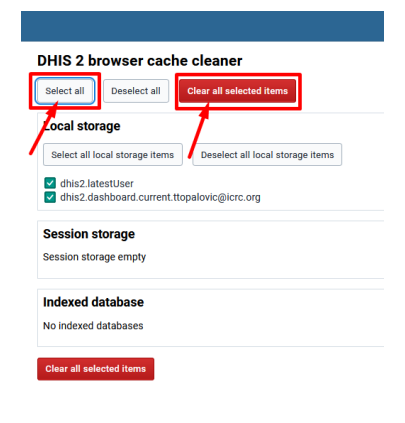 DHIS 2 browser cache cleaner
Select all Deselect all Clear all selected items
Local storage
Select all local storage items Deselect all local storage items
dhis2.latestUser
dhis2.dashboard.current.ttopalovic@icrc.org
Session storage
Session storage empty
Indexed database
No indexed databases
Clear all selected items